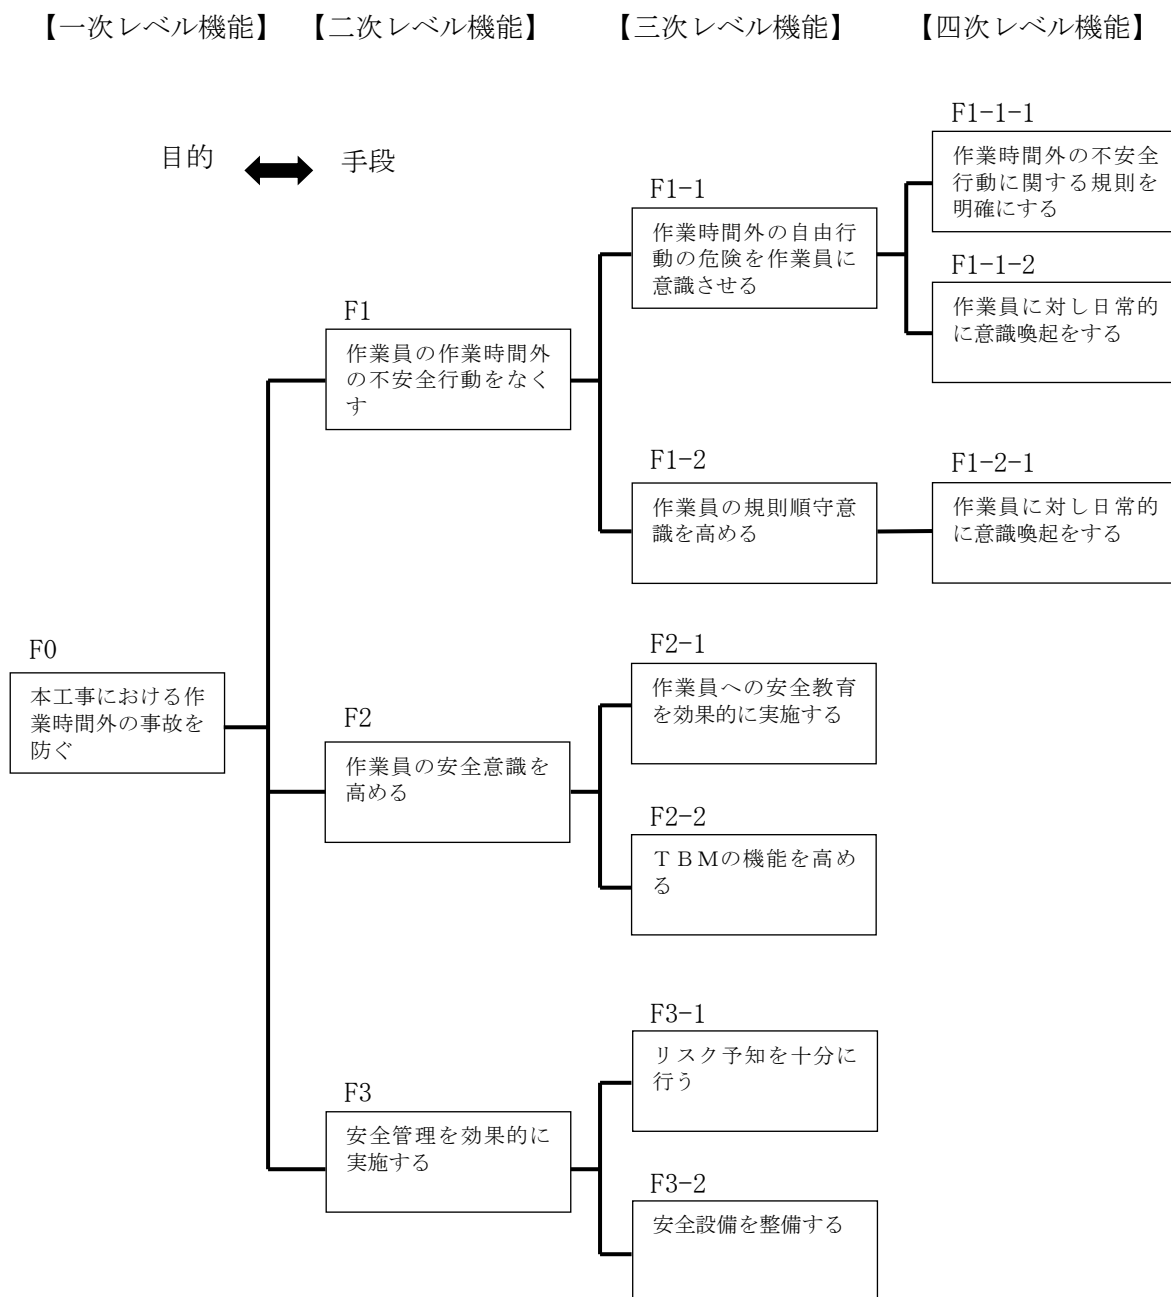 【一次レベル機能】 【二次レベル機能】 【三次レベル機能】 【四次レベル機能】
目的 手段
F1-1-1
作業時間外の不安全
行動に関する規則を
明確にする
F1-1
作業時間外の自由行
動の危険を作業員に
意識させる
F1-1-2
作業員に対し日常的
に意識喚起をする
F1
作業員の作業時間外
の不安全行動をなく
す
F1-2
作業員の規則順守意
識を高める
F1-2-1
作業員に対し日常的
に意識喚起をする
F0
本工事における作
業時間外の事故を
防ぐ
F2-1
作業員への安全教育
を効果的に実施する
F2
作業員の安全意識を
高める
F2-2
ＴＢＭの機能を高め
る
F3-1
リスク予知を十分に
行う
F3
安全管理を効果的に
実施する
F3-2
安全設備を整備する